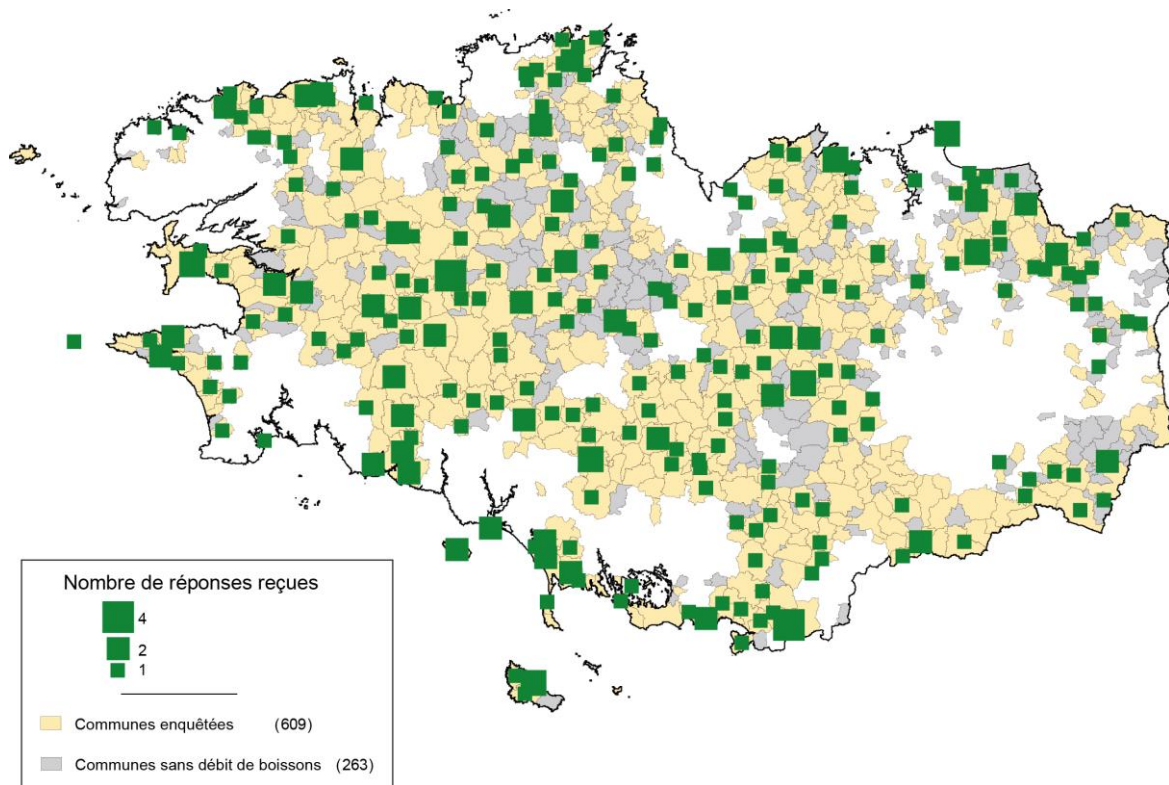 Nombre de réponses reçues
4
2
1
Communes enquêtées (609)
Communes sans débit de boissons (263)